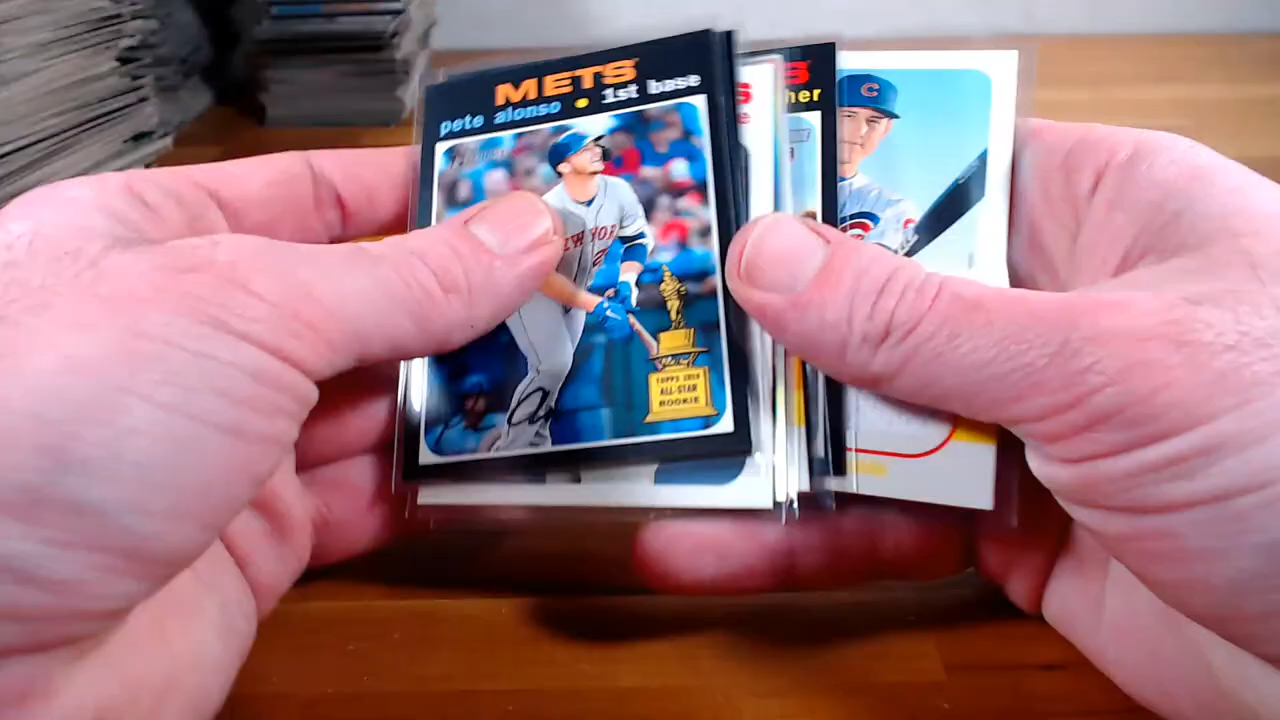 METS
pete alonso • 1st base
NEW YORK
TOPPS 2019
ALL-STAR
ROOKIE
S
her
S
e
C